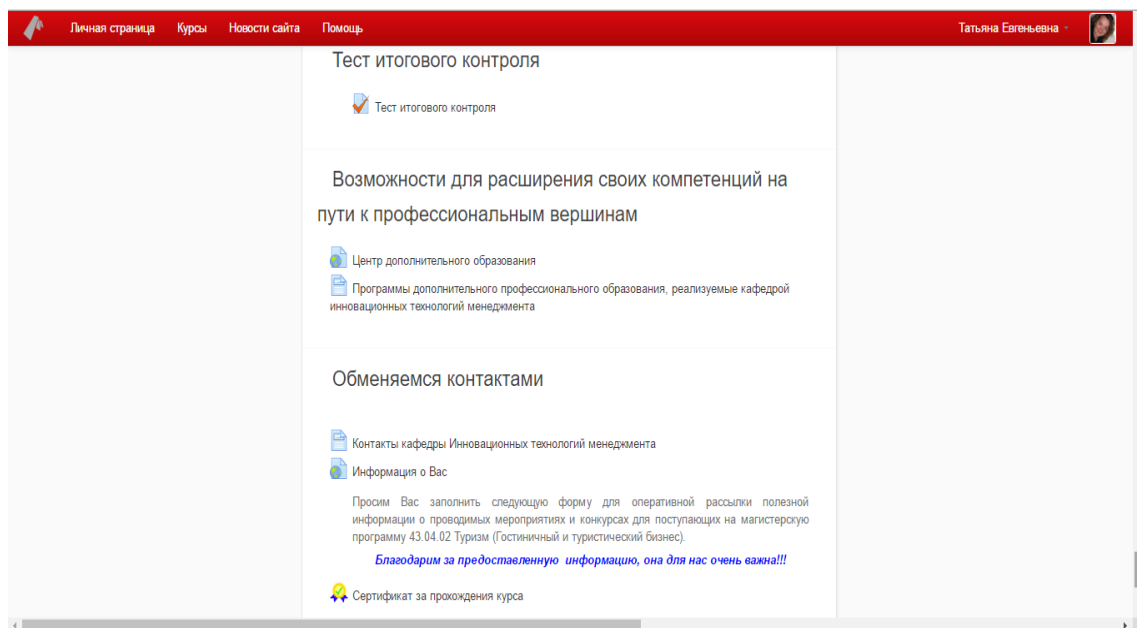 Личная страница Курсы Новости сайта Помощь Татьяна Евгеньевна
Тест итогового контроля
Тест итогового контроля
Возможности для расширения своих компетенций на
пути к профессиональным вершинам
Центр дополнительного образования
Программы дополнительного профессионального образования, реализуемые кафедрой
инновационных технологий менеджмента
Обменяемся контактами
Контакты кафедры Инновационных технологий менеджмента
Информация о Вас
Просим Вас заполнить следующую форму для оперативной рассылки полезной
информации о проводимых мероприятиях и конкурсах для поступающих на магистерскую
программу 43.04.02 Туризм (Гостиничный и туристический бизнес).
Благодарим за предоставленную информацию, она для нас очень важна!!!
Сертификат за прохождения курса